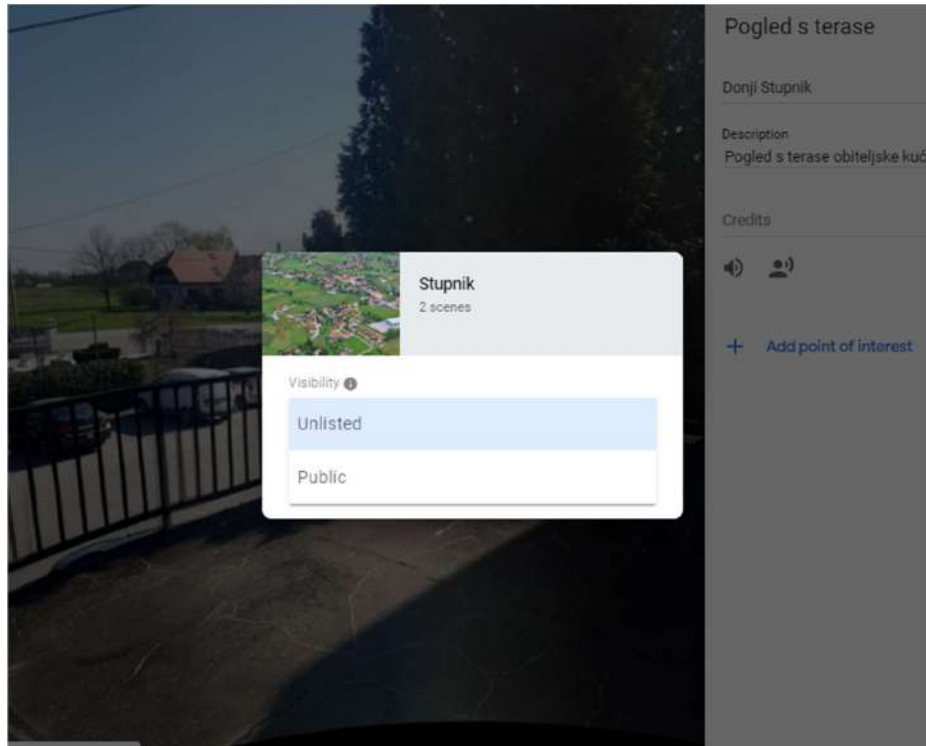 Pogled s terase
Donji Stupnik
Description
Pogled s terase obiteljske kuć
Credits
Add point of interest
Stupnik
2 scenes
Visibility
Unlisted
Public